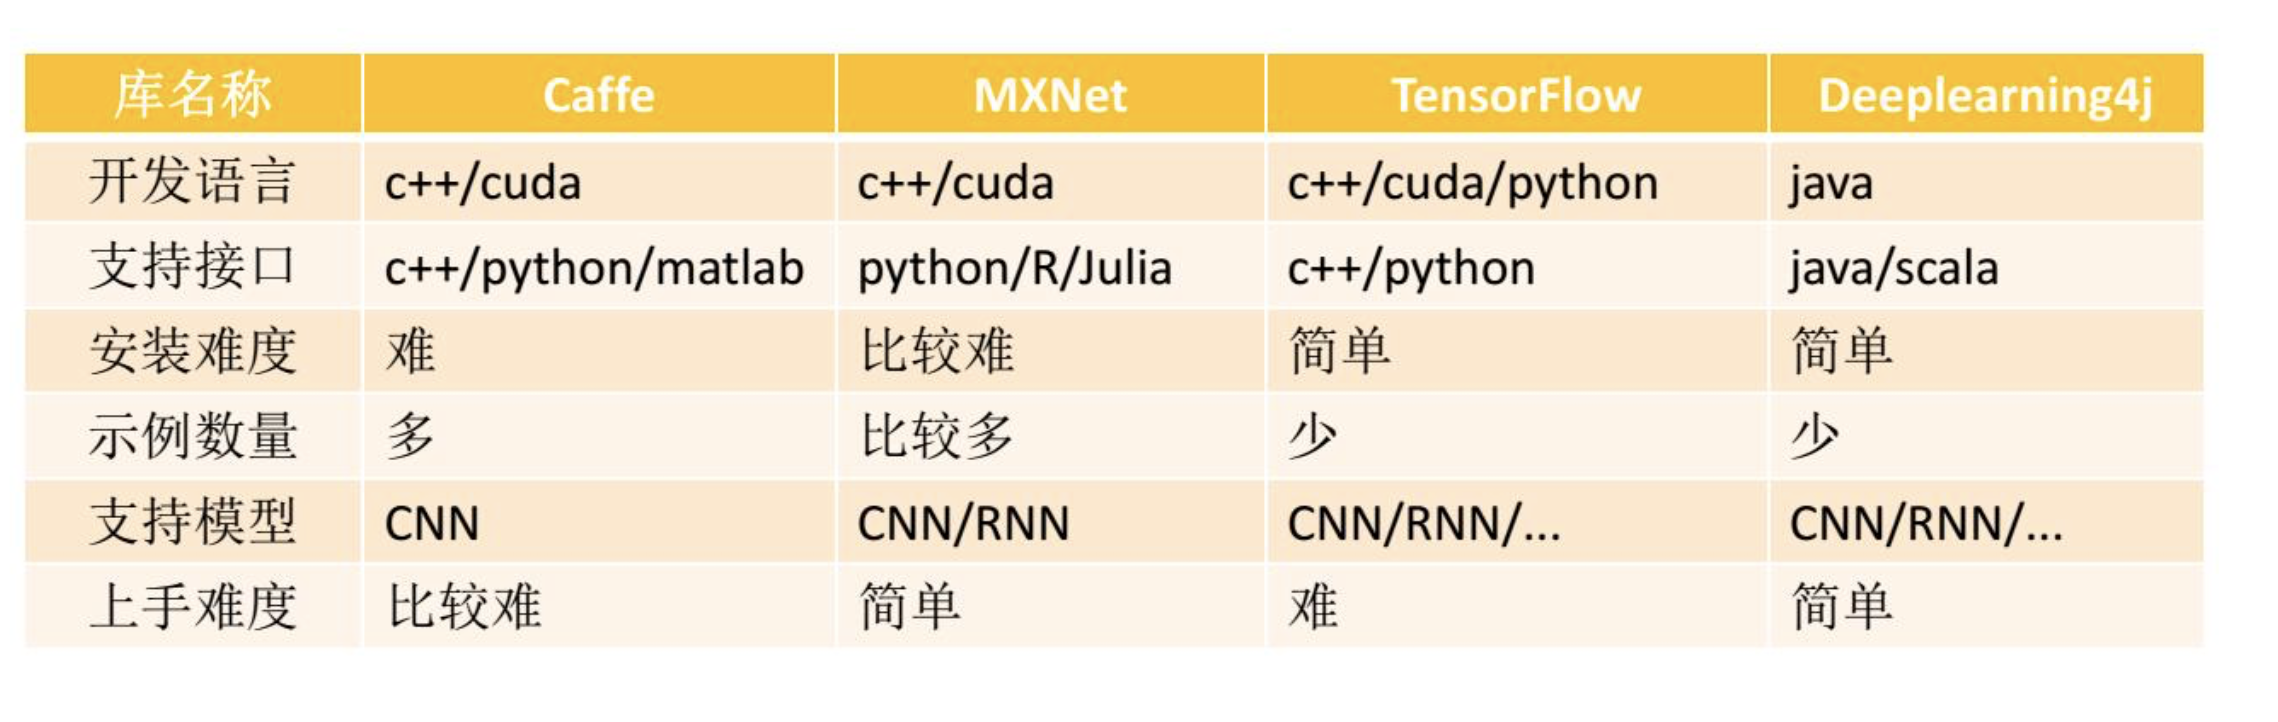 库名称 Caffe MXNet TensorFlow Deeplearning4j
开发语言 c++/cuda c++/cuda c++/cuda/python java
支持接口 c++/python/matlab python/R/Julia c++/python java/scala
安装难度 难 比较难 简单 简单
示例数量 多 比较多 少 少
支持模型 CNN CNN/RNN CNN/RNN/... CNN/RNN/...
上手难度 比较难 简单 难 简单